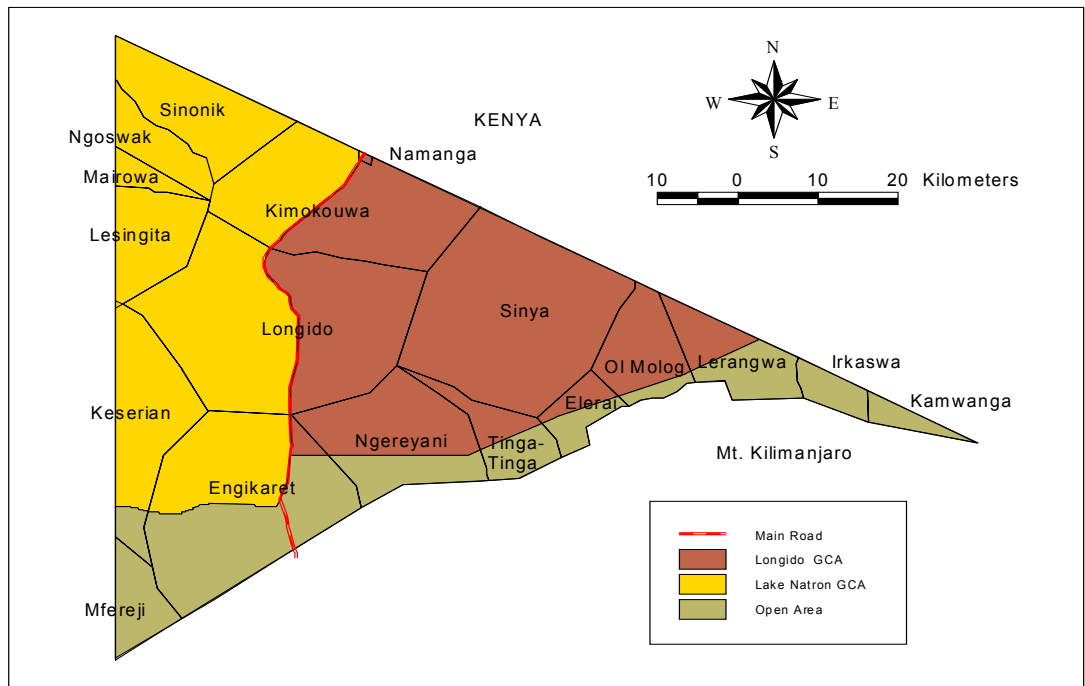 N
W E
S
KENYA
Sinonik
Ngoswak
Namanga
Mairowa
10 0 10 20 Kilometers
Kimokouwa
Lesingita
Sinya
Longido
Ol Molog
Lerangwa
Irkaswa
Keserian
Elerai
Kamwanga
Ngereyani
Tinga-
Tinga
Mt. Kilimanjaro
Engikaret
Mfereji
Main Road
Longido GCA
Lake Natron GCA
Open Area